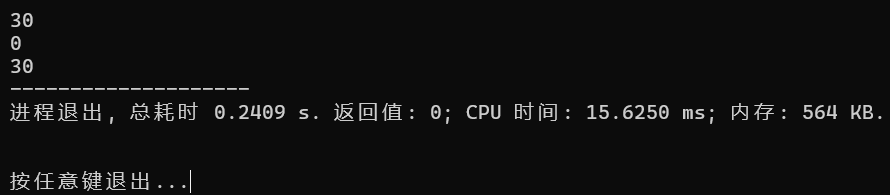 30
0
30
--------------------
进程退出, 总耗时 0.2409 s. 返回值: 0; CPU 时间: 15.6250 ms; 内存: 564 KB.
按任意键退出...